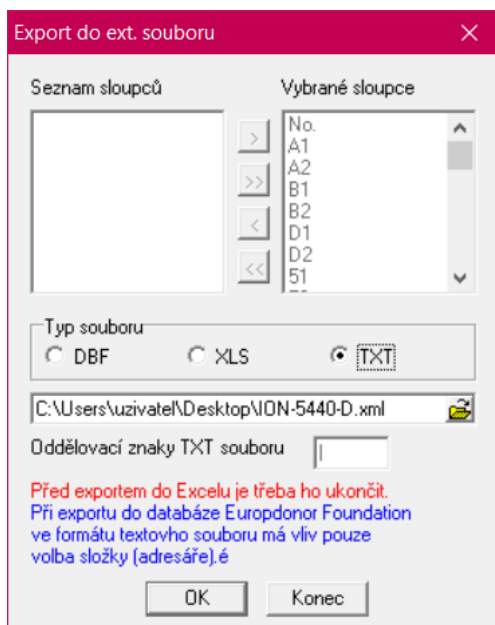 Export do ext. souboru
Seznam sloupců
Vybrané sloupce
>
>>
<
<<
No.
A1
A2
B1
B2
D1
D2
51
Typ souboru
DBF
XLS
TXT
C:\Users\uzivatel\Desktop\ION-5440-D.xml
Oddělovací znaky TXT souboru
Před exportem do Excelu je třeba ho ukončit.
Při exportu do databáze Europdonor Foundation
ve formátu textovho souboru má vliv pouze
volba složky (adresáře).é
OK
Konec